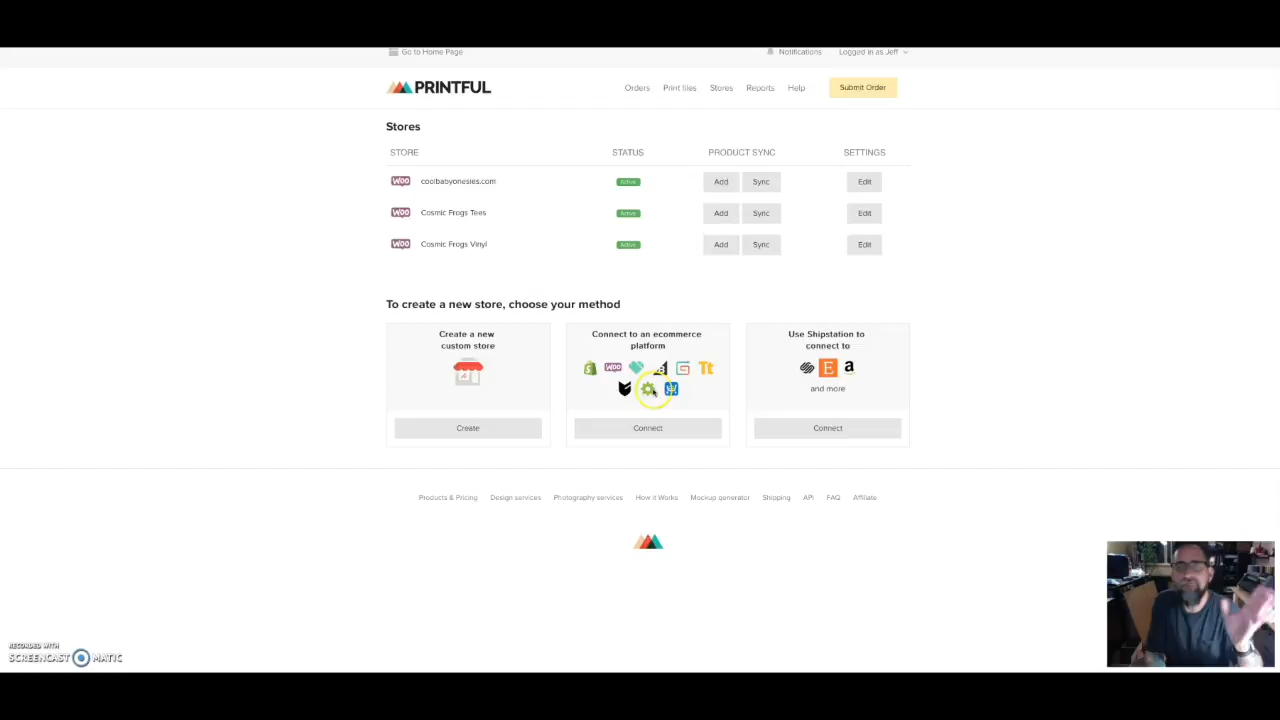 Go to Home Page
Notifications
Logged in as Jeff
PRINTFUL
Orders
Print files
Stores
Reports
Help
Submit Order
Stores
STORE
STATUS
PRODUCT SYNC
SETTINGS
WOO
coolbabyonesies.com
Active
Add
Sync
Edit
WOO
Cosmic Frogs Tees
Active
Add
Sync
Edit
WOO
Cosmic Frogs Vinyl
Active
Add
Sync
Edit
To create a new store, choose your method
Create a new
custom store
Create
Connect to an ecommerce
platform
WOO
Tt
Connect
Use Shipstation to
connect to
E
a
and more
Connect
Products & Pricing
Design services
Photography services
How it Works
Mockup generator
Shipping
API
FAQ
Affiliate
RECORDED WITH
SCREENCAST MATIC